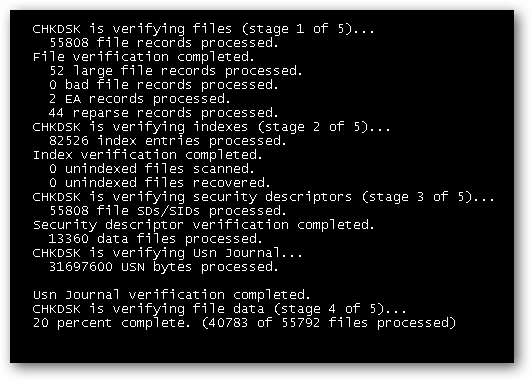 CHKDSK is verifying files (stage 1 of 5)...
55808 file records processed.
File verification completed.
52 large file records processed.
0 bad file records processed.
2 EA records processed.
44 reparse records processed.
CHKDSK is verifying indexes (stage 2 of 5)...
82526 index entries processed.
Index verification completed.
0 unindexed files scanned.
0 unindexed files recovered.
CHKDSK is verifying security descriptors (stage 3 of 5)...
55808 file SDs/SIDs processed.
Security descriptor verification completed.
13360 data files processed.
CHKDSK is verifying Usn Journal...
31697600 USN bytes processed.
Usn Journal verification completed.
CHKDSK is verifying file data (stage 4 of 5)...
20 percent complete. (40783 of 55792 files processed)